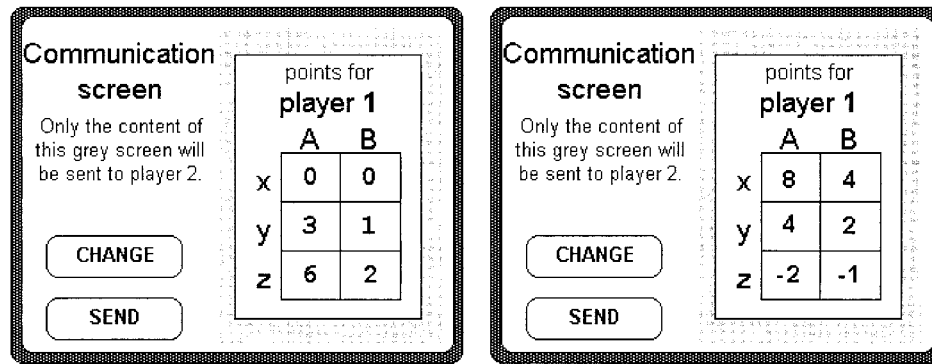 Communication
screen
Only the content of
this grey screen will
be sent to player 2.
CHANGE
SEND
points for
player 1
A B
x 0 0
y 3 1
z 6 2
Communication
screen
Only the content of
this grey screen will
be sent to player 2.
CHANGE
SEND
points for
player 1
A B
x 8 4
y 4 2
z -2 -1